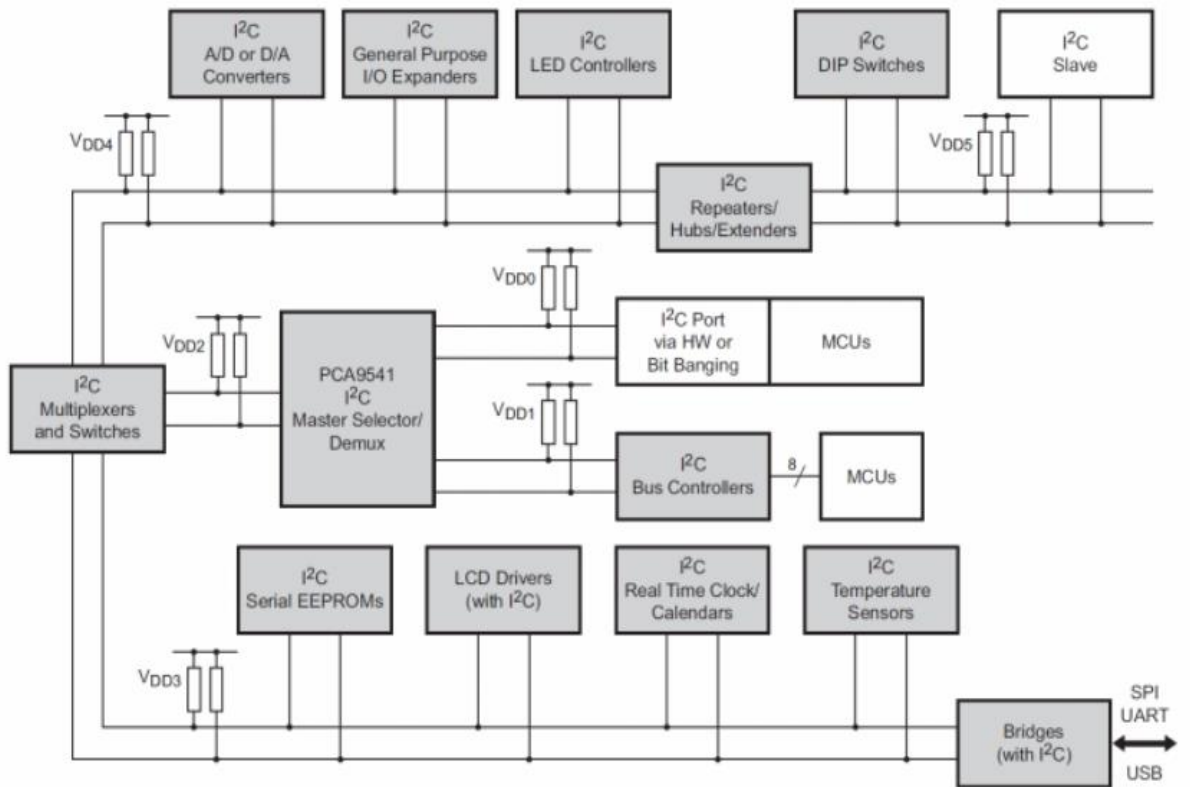 I²C
A/D or D/A
Converters
I²C
General Purpose
I/O Expanders
I²C
LED Controllers
I²C
DIP Switches
I²C
Slave
VDD4
VDD5
I²C
Repeaters/
Hubs/Extenders
VDD0
I²C Port
via HW or
Bit Banging
MCUs
VDD2
PCA9541
I²C
Master Selector/
Demux
I²C
Multiplexers
and Switches
VDD1
I²C
Bus Controllers
8
MCUs
I²C
Serial EEPROMs
LCD Drivers
(with I²C)
I²C
Real Time Clock/
Calendars
I²C
Temperature
Sensors
VDD3
Bridges
(with I²C)
SPI
UART
USB